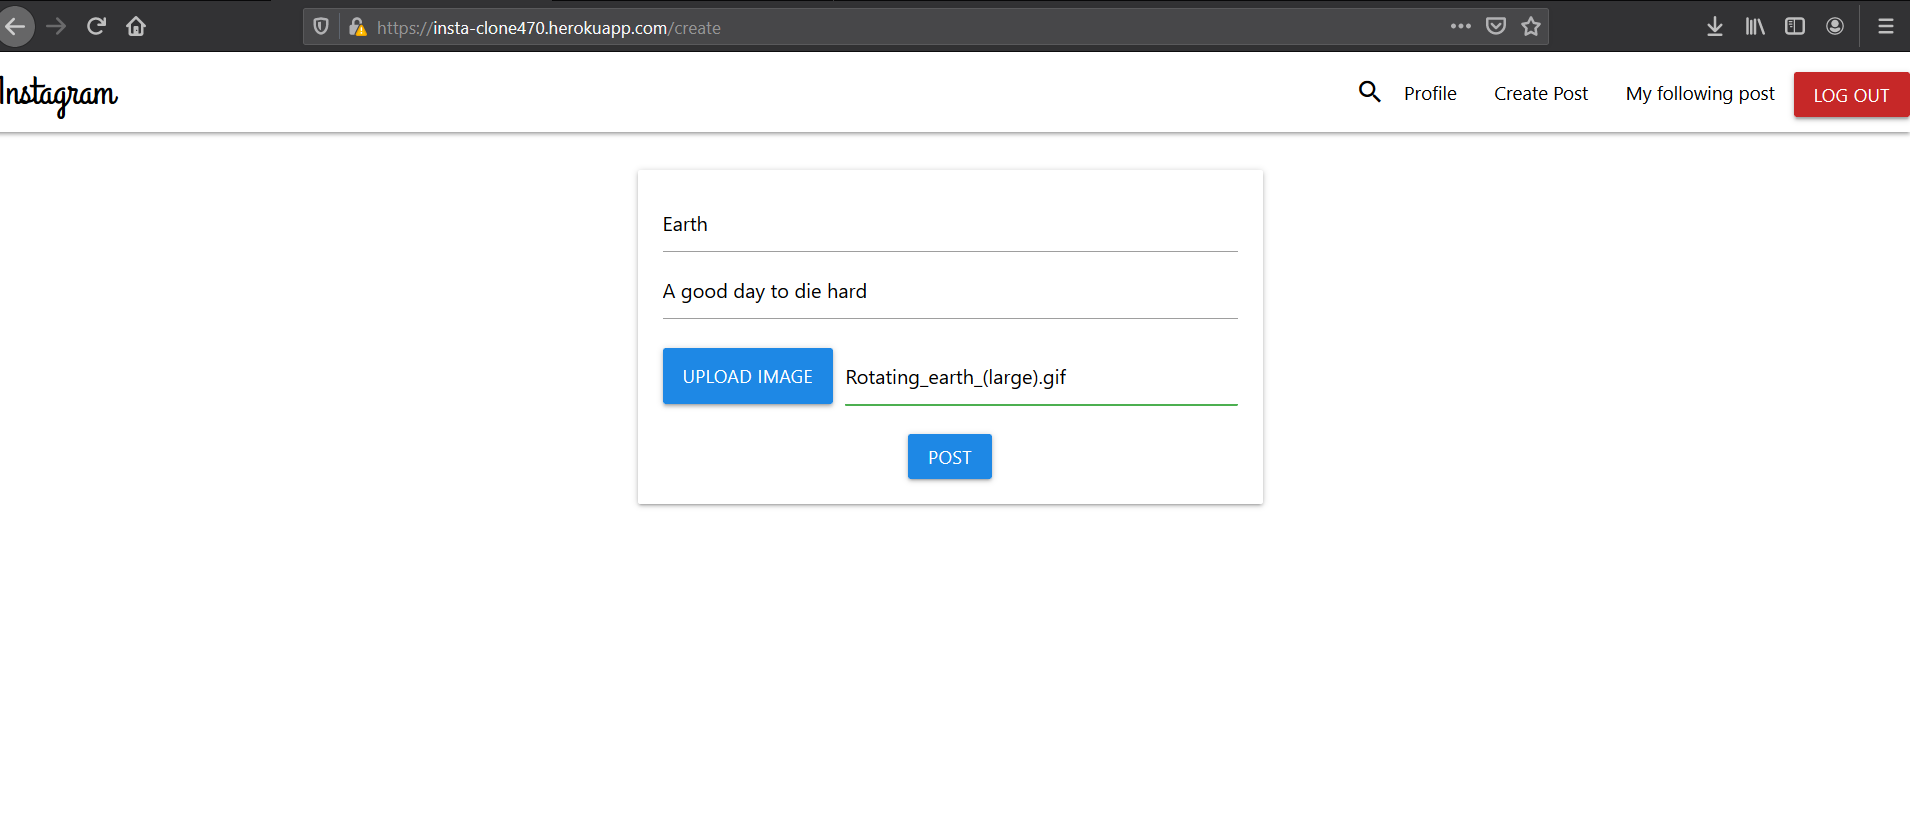 https://insta-clone470.herokuapp.com/create
Instagram
Profile
Create Post
My following post
LOG OUT
Earth
A good day to die hard
UPLOAD IMAGE
Rotating_earth_(large).gif
POST